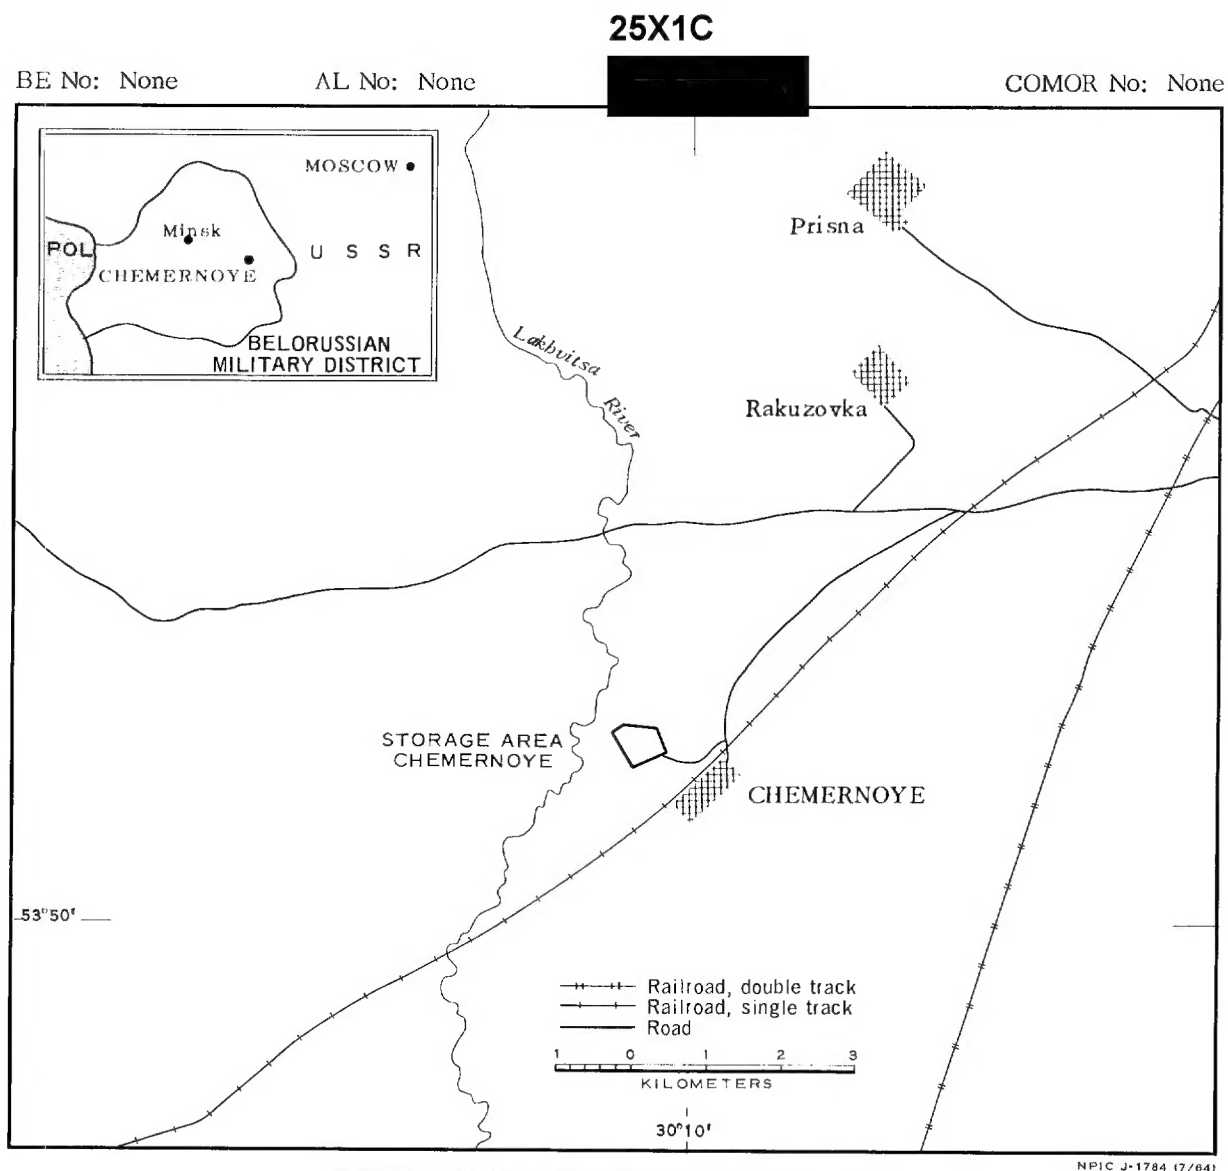 25X1C
BE No: None
AL No: None
COMOR No: None
MOSCOW
POL
Minsk
U S S R
CHEMERNOYE
BELORUSSIAN
MILITARY DISTRICT
Prisna
Lakhvitsa
River
Rakuzovka
STORAGE AREA
CHEMERNOYE
CHEMERNOYE
53°50'
Railroad, double track
Railroad, single track
Road
1 0 1 2 3
KILOMETERS
30°10'
NPIC J-1784 (7/64)